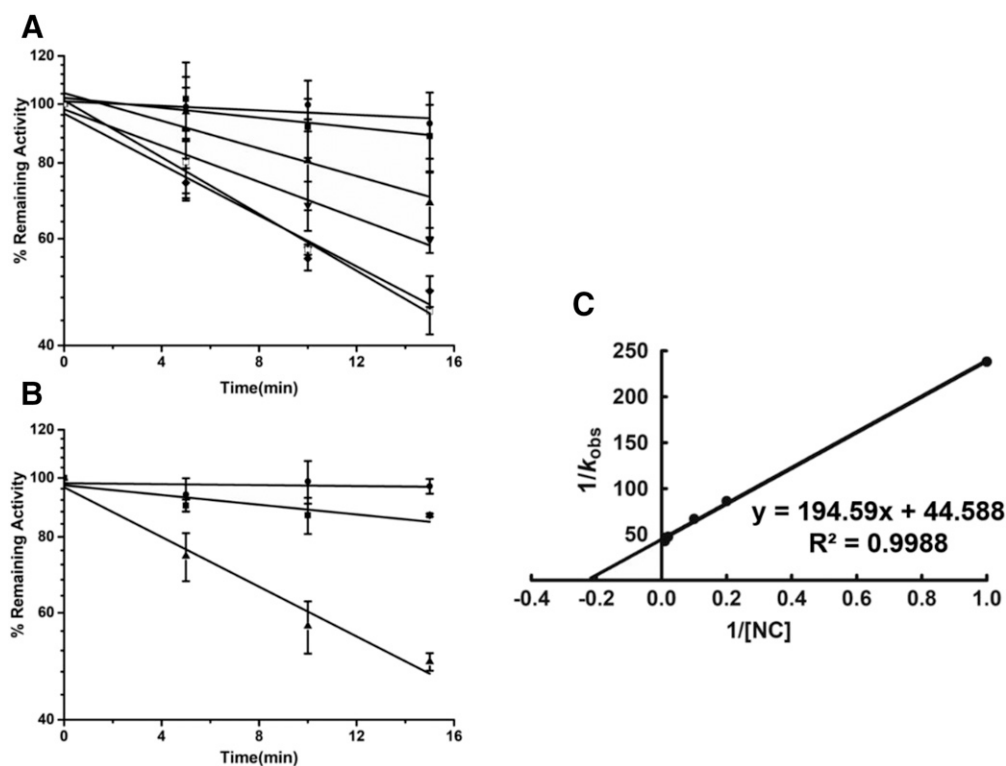 A
120
100
80
60
40
% Remaining Activity
0 4 8 12 16
Time(min)
B
120
100
80
60
40
% Remaining Activity
0 4 8 12 16
Time(min)
C
250
200
150
100
50
1/kobs
y = 194.59x + 44.588
R² = 0.9988
-0.4 -0.2 0.0 0.2 0.4 0.6 0.8 1.0
1/[NC]